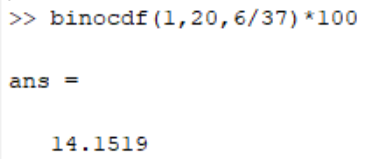 >> binocdf(1,20,6/37)*100
ans =
14.1519